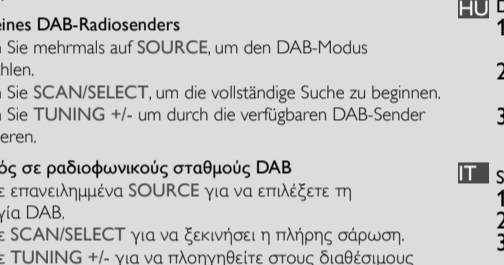 eines DAB-Radiosenders
Sie mehrmals auf SOURCE, um den DAB-Modus
hlen.
Sie SCAN/SELECT, um die vollständige Suche zu beginnen.
Sie TUNING +/- um durch die verfügbaren DAB-Sender
eren.
ός σε ραδιοφωνικούς σταθμούς DAB
ε επανειλημμένα SOURCE για να επιλέξετε τη
γία DAB.
ε SCAN/SELECT για να ξεκινήσει η πλήρης σάρωση.
ε TUNING +/- για να πλοηγηθείτε στους διαθέσιμους
HU D
1
2
3
IT S
1
2
3